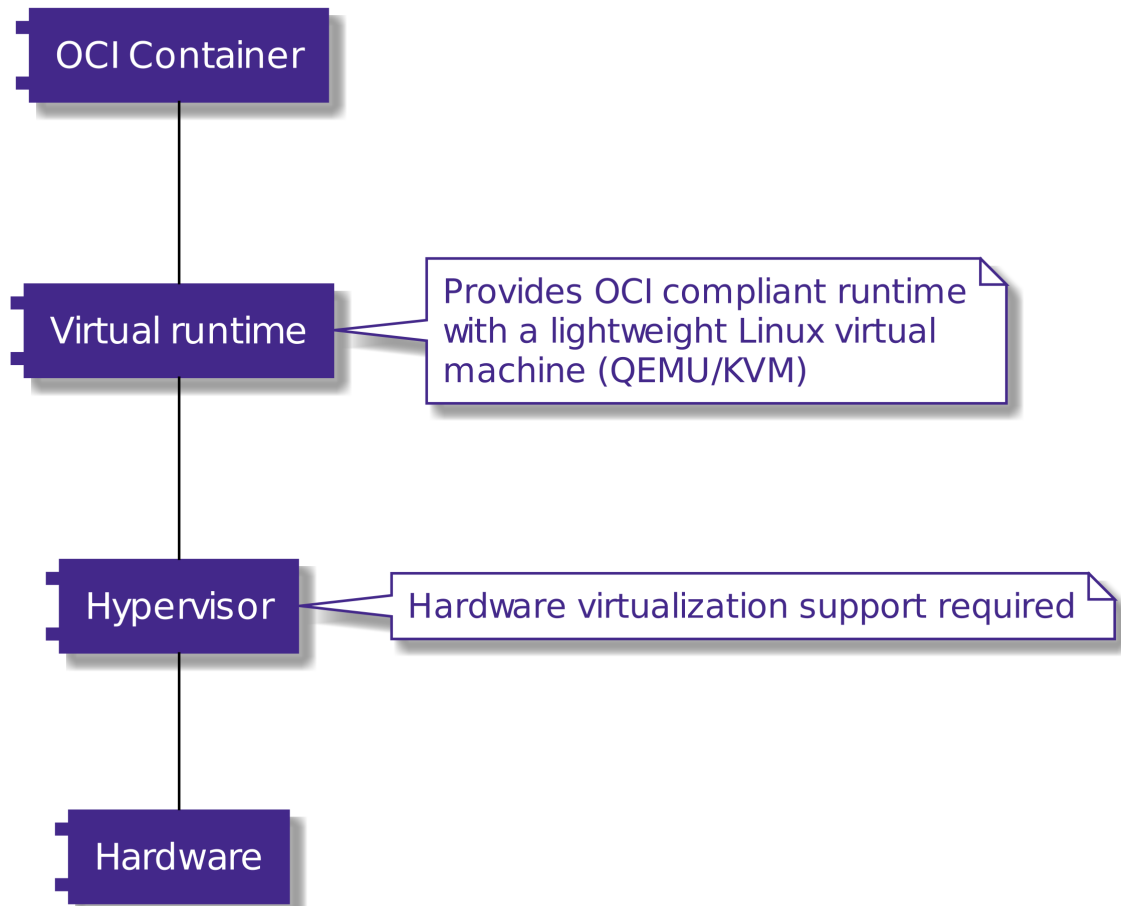 OCI Container
Virtual runtime
Provides OCI compliant runtime
with a lightweight Linux virtual
machine (QEMU/KVM)
Hypervisor
Hardware virtualization support required
Hardware